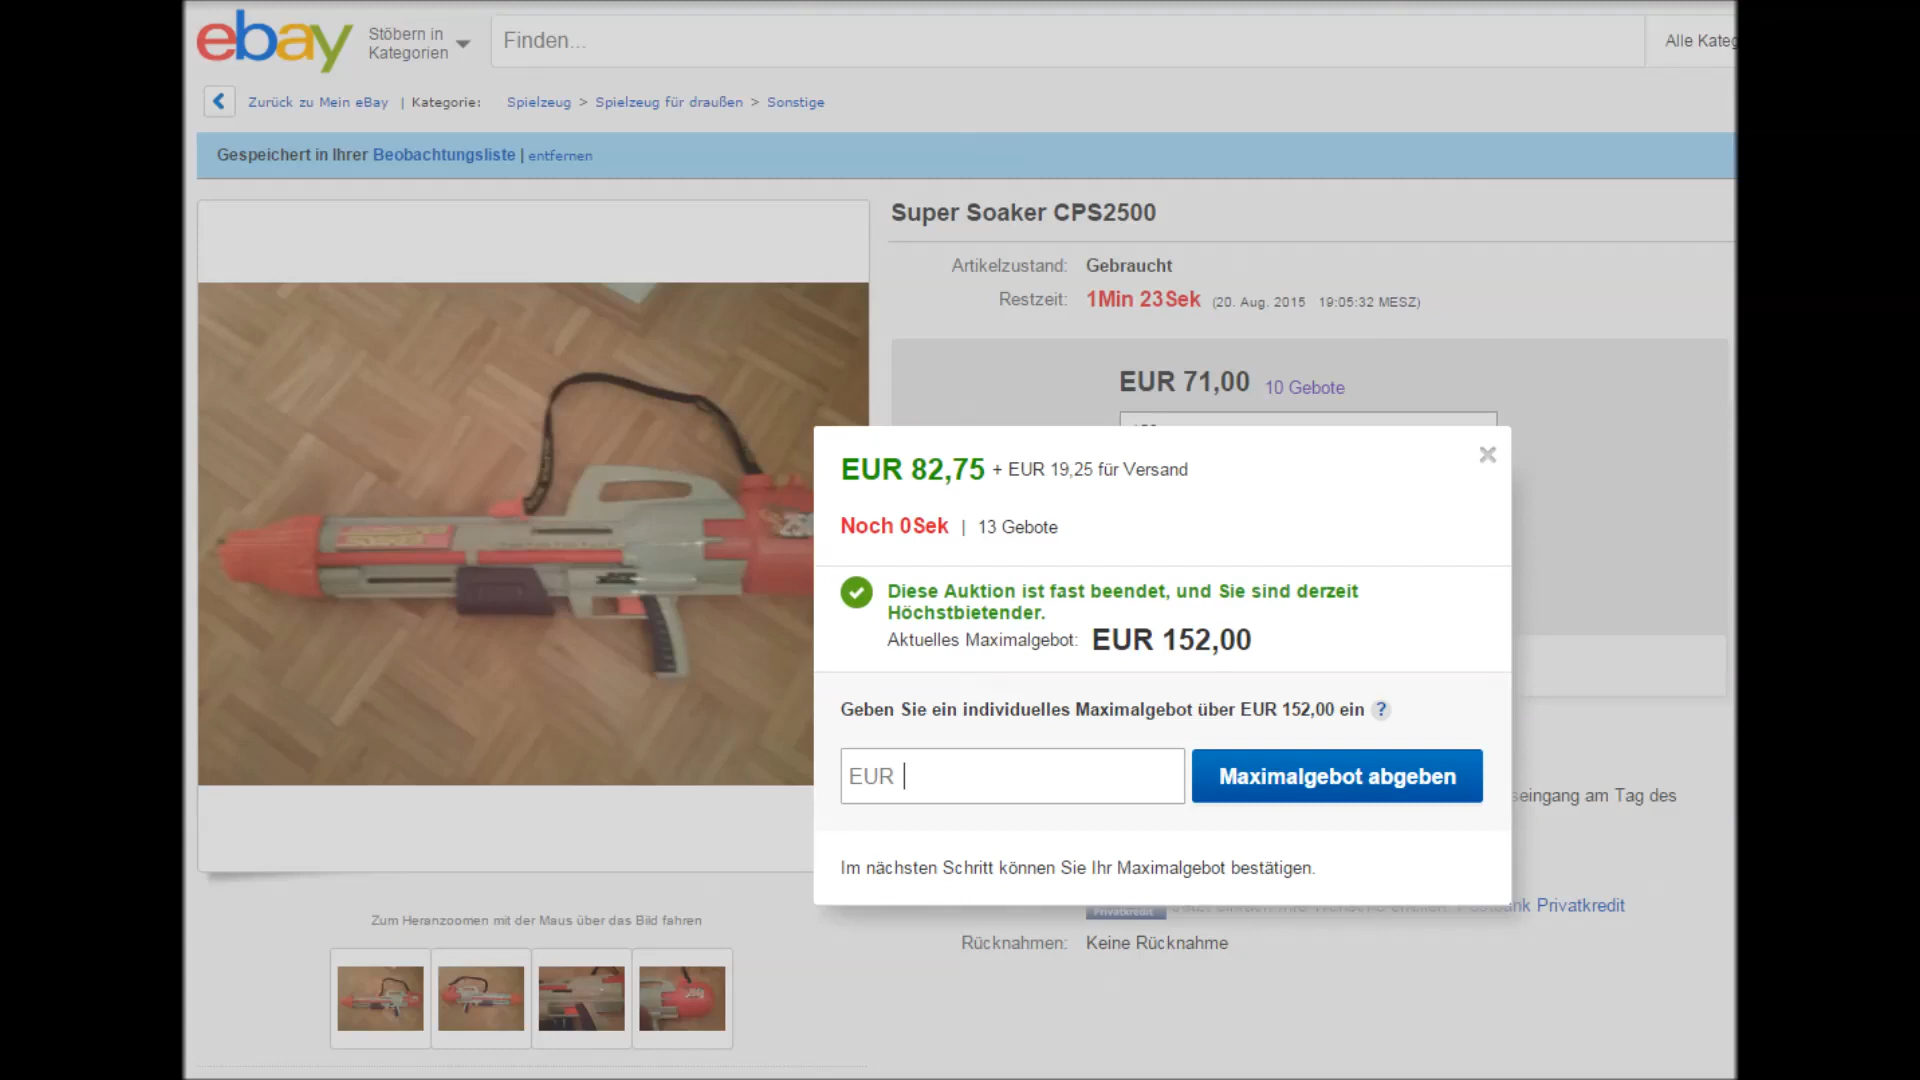 ebay
Stöbern in
Kategorien
Finden...
Alle Kateg
Zurück zu Mein eBay | Kategorie: Spielzeug > Spielzeug für draußen > Sonstige
Gespeichert in Ihrer Beobachtungsliste | entfernen
Super Soaker CPS2500
Artikelzustand: Gebraucht
Restzeit: 1Min 23Sek (20. Aug. 2015 19:05:32 MESZ)
EUR 71,00 10 Gebote
EUR 82,75 + EUR 19,25 für Versand
Noch 0Sek | 13 Gebote
Diese Auktion ist fast beendet, und Sie sind derzeit
Höchstbietender.
Aktuelles Maximalgebot: EUR 152,00
Geben Sie ein individuelles Maximalgebot über EUR 152,00 ein ?
EUR
Maximalgebot abgeben
seingang am Tag des
Im nächsten Schritt können Sie Ihr Maximalgebot bestätigen.
Privatkredit
nk Privatkredit
Zum Heranzoomen mit der Maus über das Bild fahren
Rücknahmen: Keine Rücknahme